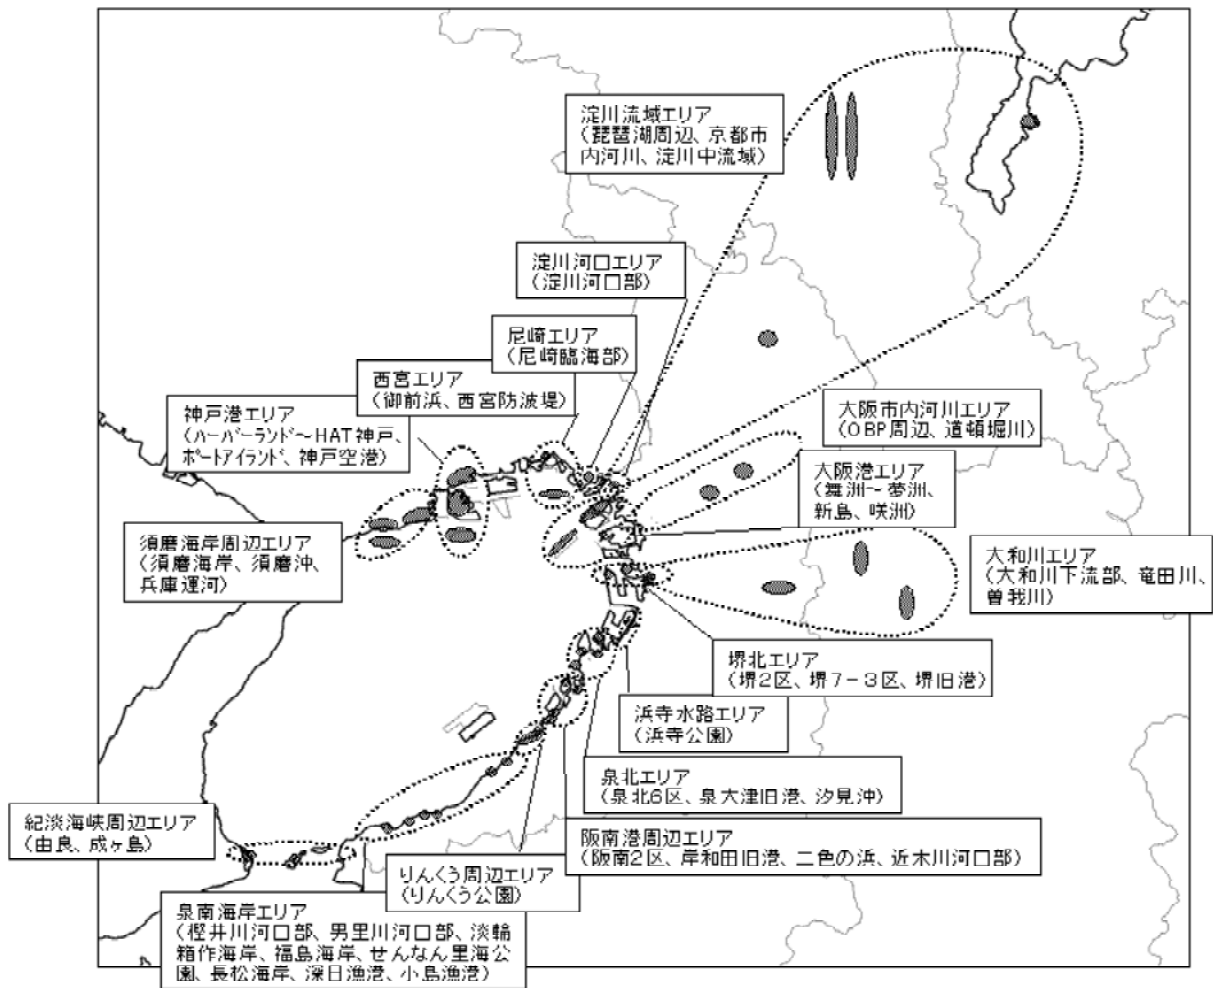 淀川流域エリア
(琵琶湖周辺、京都市
内河川、淀川中流域)
淀川河口エリア
(淀川河口部)
尼崎エリア
(尼崎臨海部)
西宮エリア
(御前浜、西宮防波堤)
神戸港エリア
(ハーバーランド~HAT神戸、
ポートアイランド、神戸空港)
大阪市内河川エリア
(OBP周辺、道頓堀川)
大阪港エリア
(舞洲~夢洲、
新島、咲洲)
須磨海岸周辺エリア
(須磨海岸、須磨沖、
兵庫運河)
大和川エリア
(大和川下流部、竜田川、
曽我川)
堺北エリア
(堺2区、堺7-3区、堺旧港)
浜寺水路エリア
(浜寺公園)
泉北エリア
(泉北6区、泉大津旧港、汐見沖)
紀淡海峡周辺エリア
(由良、成ヶ島)
阪南港周辺エリア
(阪南2区、岸和田旧港、二色の浜、近木川河口部)
りんくう周辺エリア
(りんくう公園)
泉南海岸エリア
(樫井川河口部、男里川河口部、淡輪
箱作海岸、福島海岸、せんなん里海公
園、長松海岸、深日漁港、小島漁港)